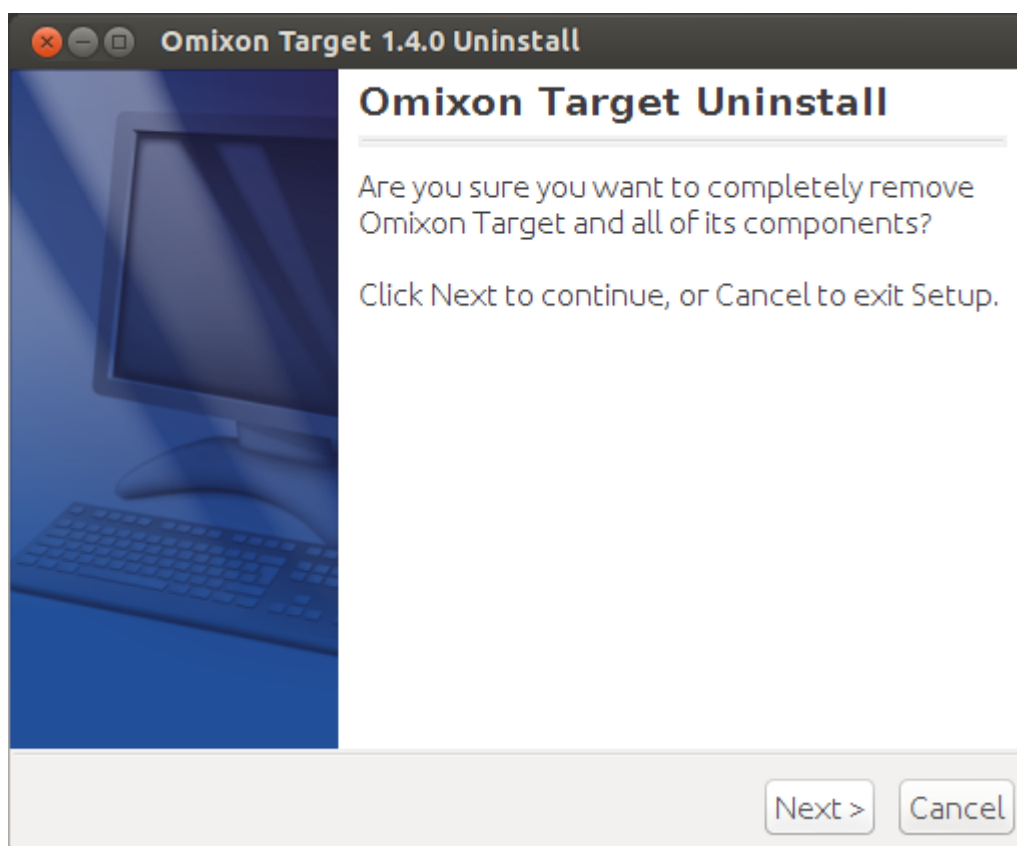 Omixon Target 1.4.0 Uninstall
Omixon Target Uninstall
Are you sure you want to completely remove
Omixon Target and all of its components?
Click Next to continue, or Cancel to exit Setup.
Next >
Cancel